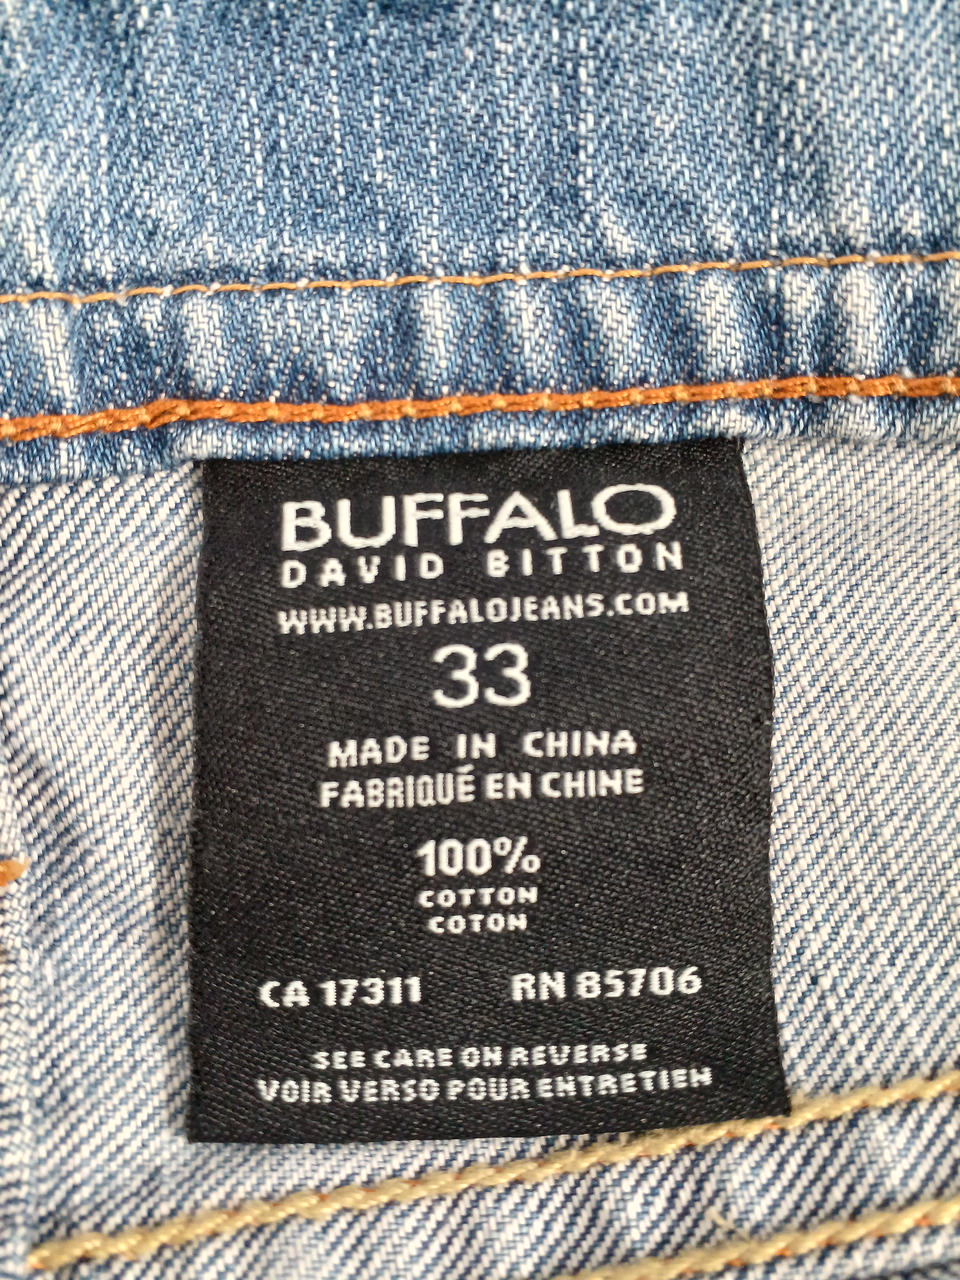 BUFFALO
DAVID BITTON
WWW.BUFFALOJEANS.COM
33
MADE IN CHINA
FABRIQUÉ EN CHINE
100%
COTTON
COTON
CA 17311 RN 85706
SEE CARE ON REVERSE
VOIR VERSO POUR ENTRETIEN